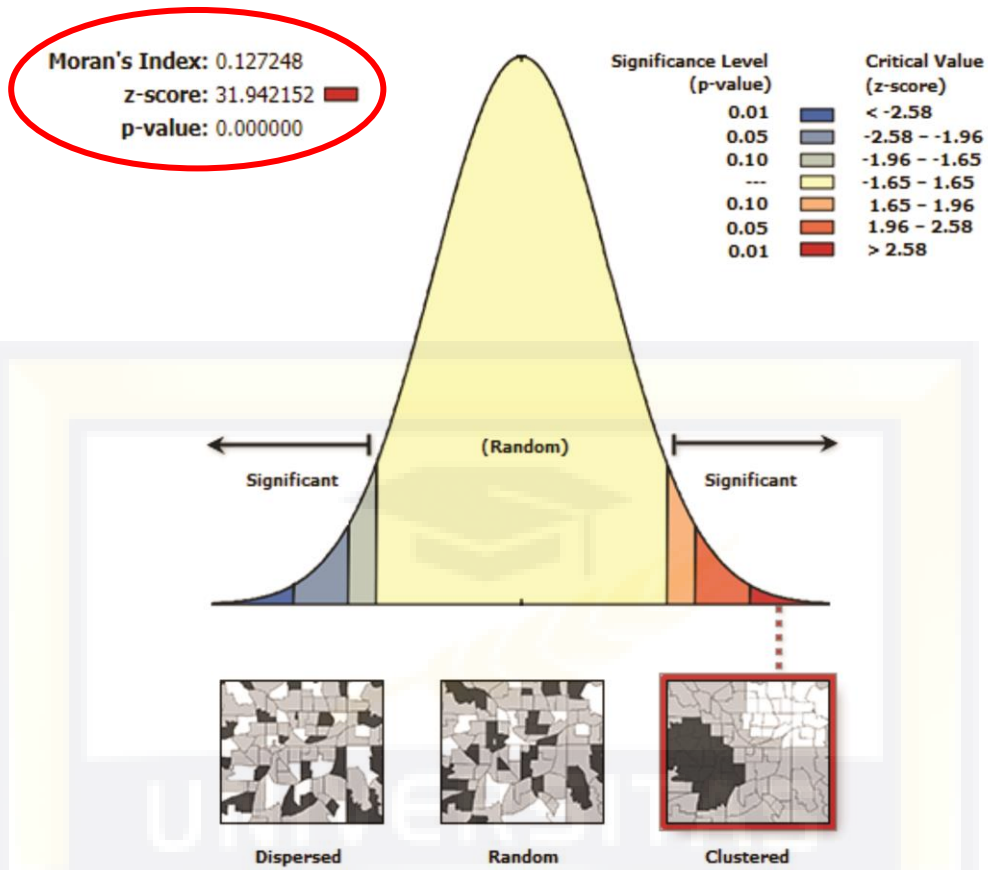 Moran's Index: 0.127248
z-score: 31.942152
p-value: 0.000000
Significance Level
(p-value)
Critical Value
(z-score)
0.01 < -2.58
0.05 -2.58 – -1.96
0.10 -1.96 – -1.65
--- -1.65 – 1.65
0.10 1.65 – 1.96
0.05 1.96 – 2.58
0.01 > 2.58
(Random)
Significant
Significant
UNIVERSITAS
Dispersed
Random
Clustered